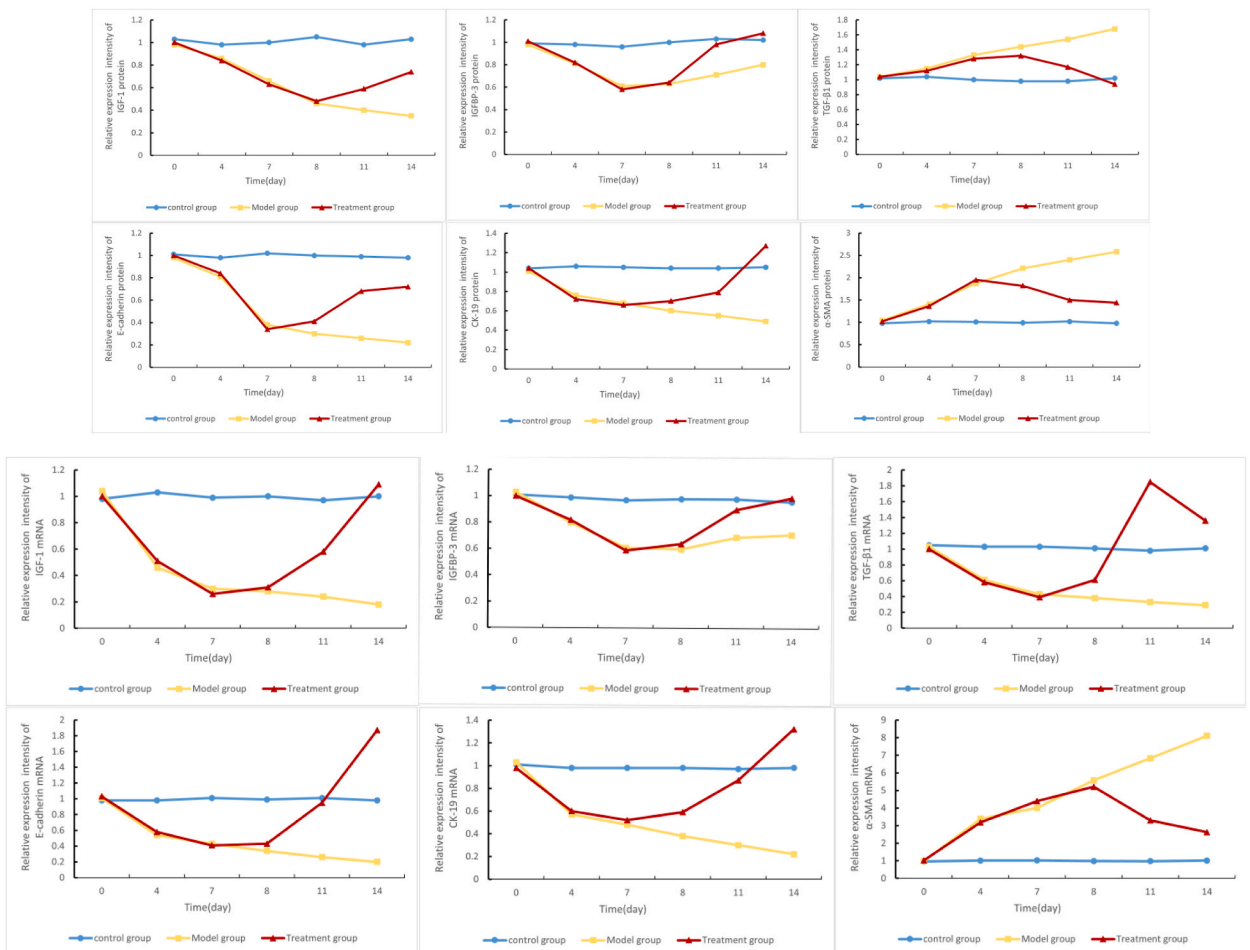 Relative expression intensity of
IGF-1 protein
1.2
1
0.8
0.6
0.4
0.2
0
0 4 7 8 11 14
Time(day)
control group Model group Treatment group
Relative expression intensity of
IGFBP-3 protein
1.2
1
0.8
0.6
0.4
0.2
0
0 4 7 8 11 14
Time(day)
control group Model group Treatment group
Relative expression intensity of
TGF-β1 protein
1.8
1.6
1.4
1.2
1
0.8
0.6
0.4
0.2
0
0 4 7 8 11 14
Time(day)
control group Model group Treatment group
Relative expression intensity of
E-cadherin protein
1.2
1
0.8
0.6
0.4
0.2
0
0 4 7 8 11 14
Time(day)
control group Model group Treatment group
Relative expression intensity of
CK-19 protein
1.4
1.2
1
0.8
0.6
0.4
0.2
0
0 4 7 8 11 14
Time(day)
control group Model group Treatment group
Relative expression intensity of
α-SMA protein
3
2.5
2
1.5
1
0.5
0
0 4 7 8 11 14
Time(day)
control group Model group Treatment group
Relative expression intensity of
IGF-1 mRNA
1.2
1
0.8
0.6
0.4
0.2
0
0 4 7 8 11 14
Time(day)
control group Model group Treatment group
Relative expression intensity of
IGFBP-3 mRNA
1.2
1
0.8
0.6
0.4
0.2
0
0 4 7 8 11 14
Time(day)
control group Model group Treatment group
Relative expression intensity of
TGF-β1 mRNA
2
1.8
1.6
1.4
1.2
1
0.8
0.6
0.4
0.2
0
0 4 7 8 11 14
Time(day)
control group Model group Treatment group
Relative expression intensity of
E-cadherin mRNA
2
1.8
1.6
1.4
1.2
1
0.8
0.6
0.4
0.2
0
0 4 7 8 11 14
Time(day)
control group Model group Treatment group
Relative expression intensity of
CK-19 mRNA
1.4
1.2
1
0.8
0.6
0.4
0.2
0
0 4 7 8 11 14
Time(day)
control group Model group Treatment group
Relative expression intensity of
α-SMA mRNA
9
8
7
6
5
4
3
2
1
0
0 4 7 8 11 14
Time(day)
control group Model group Treatment group